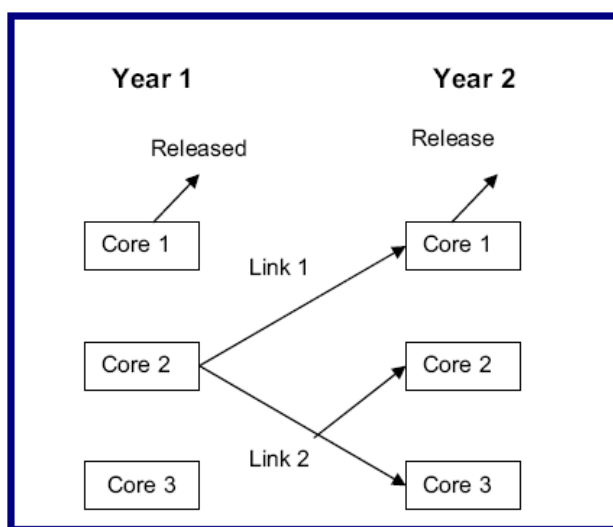 Year 1
Year 2
Released
Release
Core 1
Core 1
Link 1
Core 2
Core 2
Link 2
Core 3
Core 3